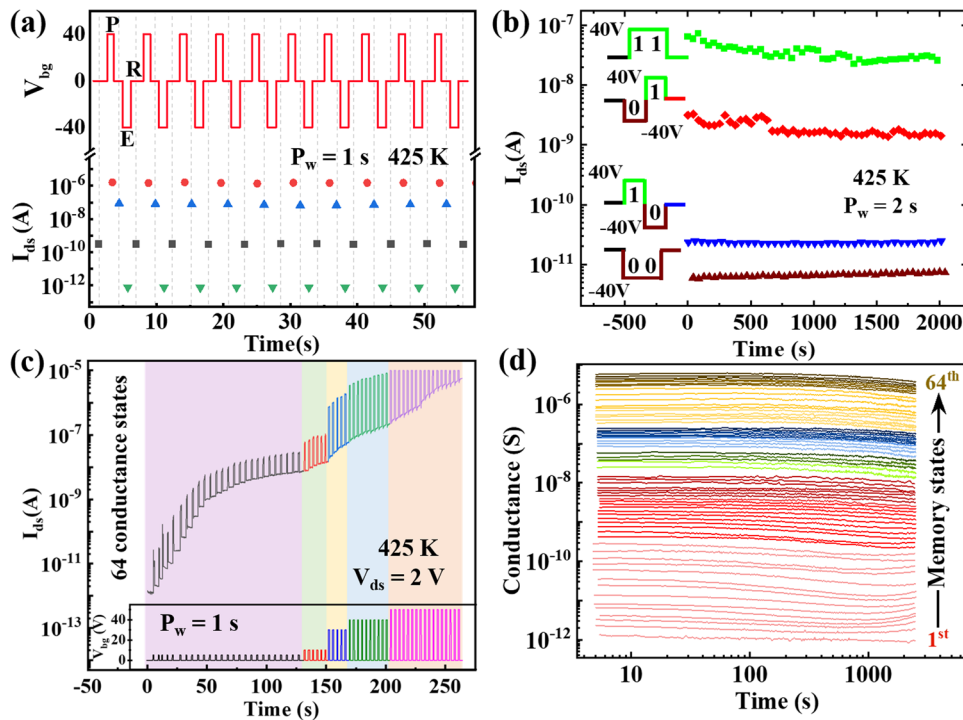 (a)
P
R
E
V_bg
40
0
-40
P_w = 1 s 425 K
I_ds (A)
10^-6
10^-8
10^-10
10^-12
0 10 20 30 40 50
Time(s)
(b)
10^-7
10^-8
10^-9
10^-10
10^-11
I_ds(A)
40V
1 1
40V
0 1
-40V
40V
1 0
-40V
0 0
-40V
425 K
P_w = 2 s
-500 0 500 1000 1500 2000
Time (s)
(c)
64 conductance states
10^-5
10^-7
10^-9
10^-11
10^-13
I_ds(A)
425 K
V_ds = 2 V
P_w = 1 s
V_bg (V)
40
20
0
-50 0 50 100 150 200 250
Time (s)
(d)
64^th
Memory states
1^st
Conductance (S)
10^-6
10^-8
10^-10
10^-12
10 100 1000
Time (s)